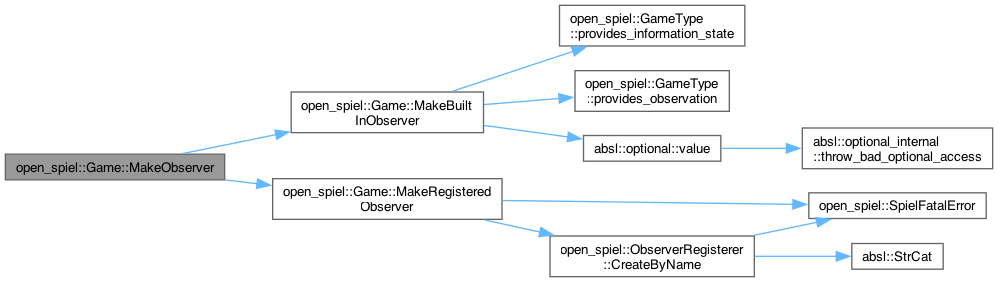 open_spiel::GameType
::provides_information_state
open_spiel::GameType
::provides_observation
open_spiel::Game::MakeBuilt
InObserver
absl::optional::value
absl::optional_internal
::throw_bad_optional_access
open_spiel::Game::MakeObserver
open_spiel::Game::MakeRegistered
Observer
open_spiel::SpielFatalError
open_spiel::ObserverRegisterer
::CreateByName
absl::StrCat